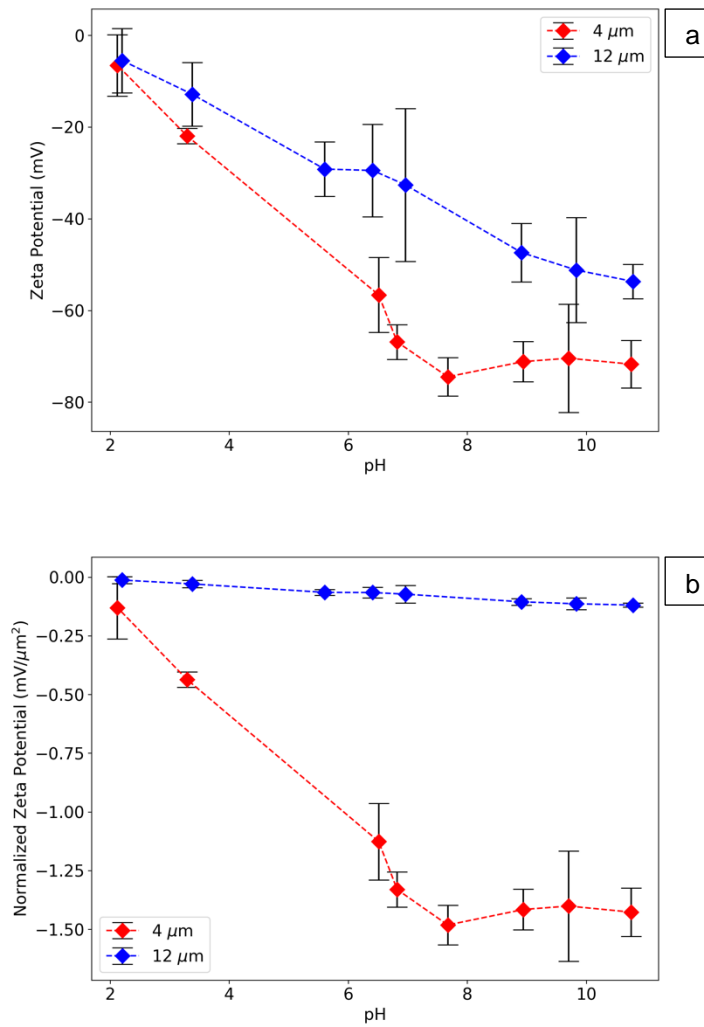 a
4 μm
12 μm
0
−20
−40
−60
−80
Zeta Potential (mV)
2 4 6 8 10
pH
b
0.00
−0.25
−0.50
−0.75
−1.00
−1.25
−1.50
Normalized Zeta Potential (mV/μm²)
4 μm
12 μm
2 4 6 8 10
pH